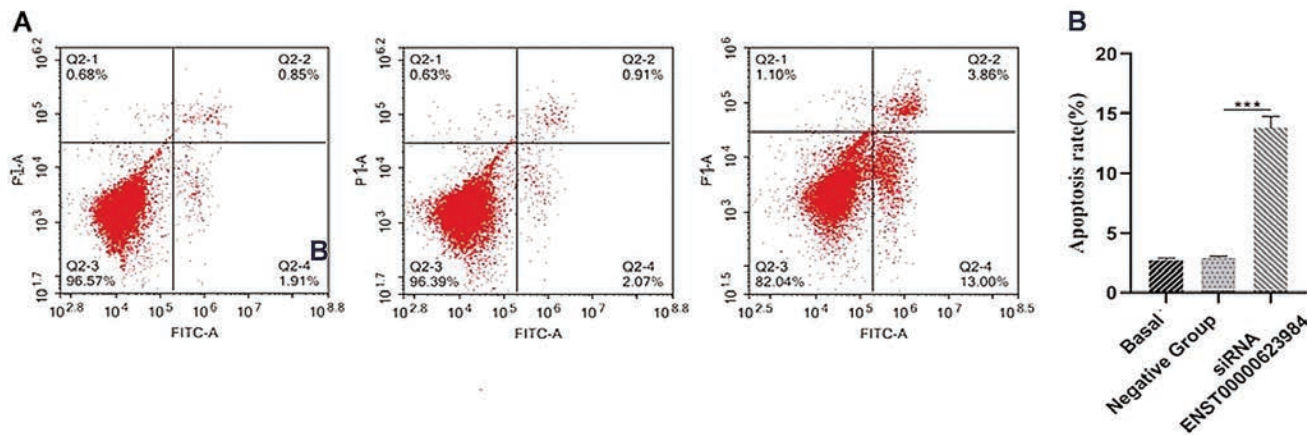 A
Q2-1
0.68%
Q2-2
0.85%
Q2-3
96.57%
Q2-4
1.91%
10^6.2
10^5
10^4
10^3
10^1.7
10^2.8
10^4
10^5
10^6
10^7
10^8.8
FITC-A
B
Q2-1
0.63%
Q2-2
0.91%
Q2-3
96.39%
Q2-4
2.07%
10^6.2
10^5
10^4
10^3
10^1.7
10^2.8
10^4
10^5
10^6
10^7
10^8.8
FITC-A
Q2-1
1.10%
Q2-2
3.86%
Q2-3
82.04%
Q2-4
13.00%
10^6
10^5
10^4
10^3
10^1.5
10^2.5
10^4
10^5
10^6
10^7
10^8.5
FITC-A
B
Apoptosis rate(%)
20
15
10
5
0
***
Basal
Negative Group
siRNA
ENST00000623984